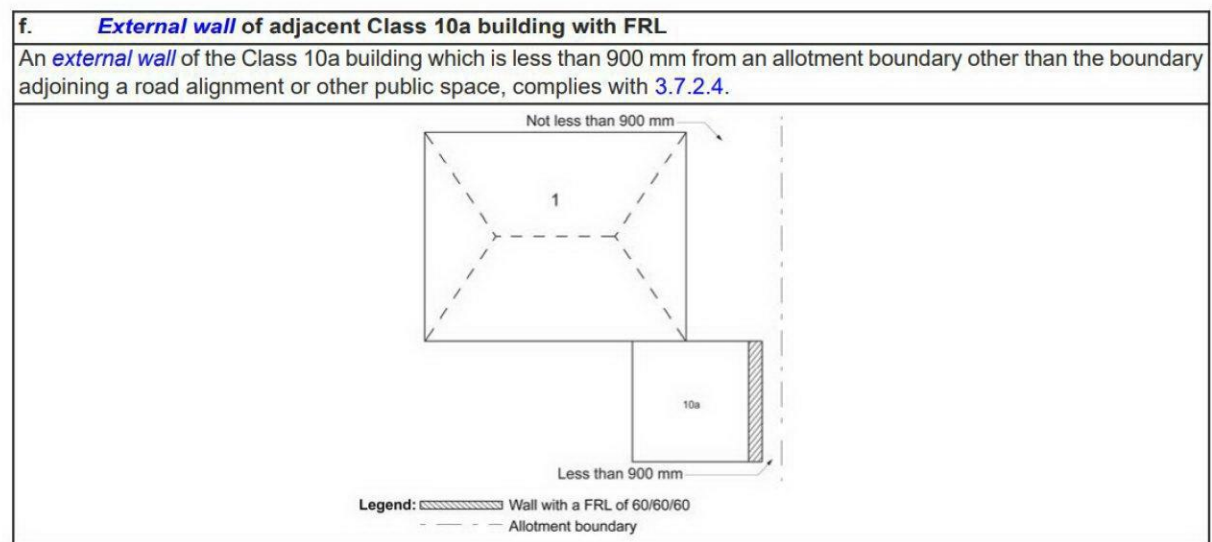 f. External wall of adjacent Class 10a building with FRL
An external wall of the Class 10a building which is less than 900 mm from an allotment boundary other than the boundary
adjoining a road alignment or other public space, complies with 3.7.2.4.
Not less than 900 mm
1
10a
Less than 900 mm
Legend: Wall with a FRL of 60/60/60
Allotment boundary